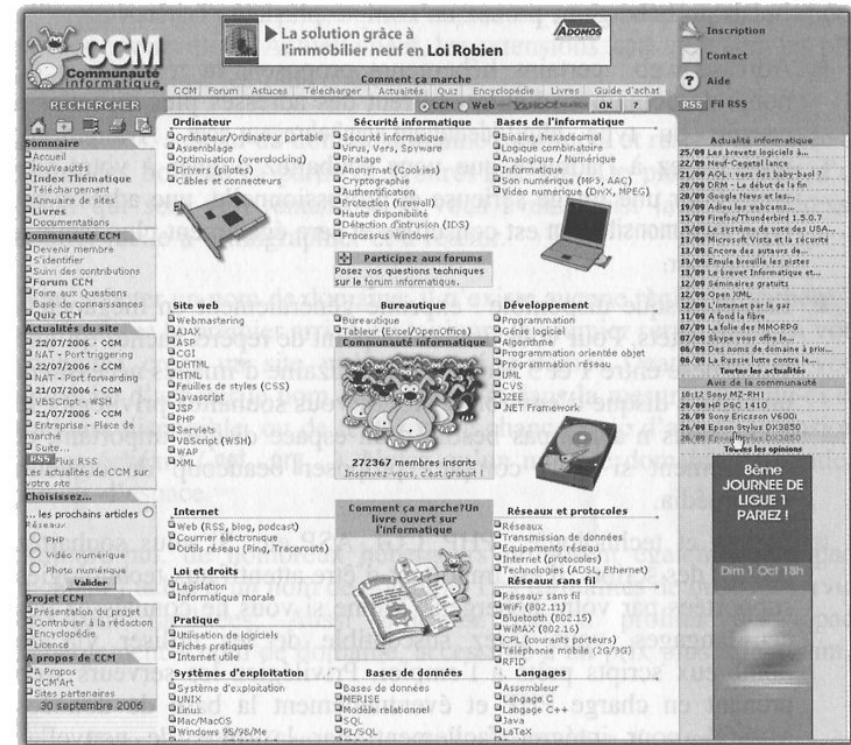 CCM
Communauté
informatique.
La solution grâce à
l'immobilier neuf en Loi Robien
ADOMOS
Comment ça marche
CCM Forum Astuces Télécharger Actualités Quiz Encyclopédie Livres Guide d'achat
CCM Web YAHOO! SEARCH OK ?
Inscription
Contact
? Aide
RSS Fil RSS
RECHERCHER
Sommaire
Accueil
Nouveautés
Index Thématique
Téléchargement
Annuaire de sites
Livres
Documentations
Communauté CCM
Devenir membre
S'identifier
Suivi des contributions
Forum CCM
Foire aux Questions
Base de connaissances
Quiz CCM
Actualités du site
22/07/2006 - CCM
NAT - Port triggering
22/07/2006 - CCM
NAT - Port forwarding
21/07/2006 - CCM
VBScript - WSH
21/07/2006 - CCM
Entreprise - Place de
marché
Suite...
RSS Flux RSS
Les actualités de CCM sur
votre site
Choisissez...
... les prochains articles
Réseaux
PHP
Vidéo numérique
Photo numérique
Valider
Projet CCM
Présentation du projet
Contribuer à la rédaction
Encyclopédie
Licence
A propos de CCM
A Propos
CCM'Art
Sites partenaires
30 septembre 2006
Ordinateur
Ordinateur/Ordinateur portable
Assemblage
Optimisation (overclocking)
Drivers (pilotes)
Câbles et connecteurs
Sécurité informatique
Sécurité informatique
Virus, Vers, Spyware
Piratage
Anonymat (Cookies)
Cryptographie
Authentification
Protection (firewall)
Haute disponibilité
Détection d'intrusion (IDS)
Processus Windows
Participez aux forums
Posez vos questions techniques
sur le forum informatique.
Bases de l'informatique
Binaire, hexadécimal
Logique combinatoire
Analogique / Numérique
Informatique
Son numérique (MP3, AAC)
Vidéo numérique (DivX, MPEG)
Site web
Webmastering
AJAX
ASP
CGI
DHTML
HTML
Feuilles de styles (CSS)
Javascript
JSP
PHP
Servlets
VBScript (WSH)
WAP
XML
Bureautique
Bureautique
Tableur (Excel/OpenOffice)
Communauté informatique
272367 membres inscrits
Inscrivez-vous, c'est gratuit !
Développement
Programmation
Génie logiciel
Algorithme
Programmation orientée objet
Programmation réseau
UML
CVS
J2EE
.NET Framework
Internet
Web (RSS, blog, podcast)
Courrier électronique
Outils réseau (Ping, Traceroute)
Loi et droits
Législation
Informatique morale
Pratique
Utilisation de logiciels
Fiches pratiques
Internet utile
Comment ça marche?Un
livre ouvert sur
l'informatique
Réseaux et protocoles
Réseaux
Transmission de données
Equipements réseau
Internet (protocoles)
Technologies (ADSL, Ethernet)
Réseaux sans fil
Réseaux sans fil
WiFi (802.11)
Bluetooth (802.15)
WiMAX (802.16)
CPL (courants porteurs)
Téléphonie mobile (2G/3G)
RFID
Systèmes d'exploitation
Système d'exploitation
UNIX
Linux
Mac/MacOS
Windows 95/98/Me
Bases de données
Bases de données
MERISE
Modèle relationnel
SQL
PL/SQL
Langages
Assembleur
Langage C
Langage C++
Java
LaTeX
Actualité informatique
25/09 Les brevets logiciels à...
22/09 Neuf-Cegetel lance
21/09 AOL : vers des baby-baol ?
20/09 DRM - Le début de la fin
20/09 Google News et les...
19/09 Adieu les webcams...
15/09 Firefox/Thunderbird 1.5.0.7
15/09 Le système de vote des USA...
13/09 Microsoft Vista et la sécurité
13/09 Encore des auteurs de...
13/09 Emule brouille les pistes
13/09 Le brevet Informatique et...
12/09 Séminaires gratuits
12/09 Open XML
12/09 L'internet par le gaz
11/09 A fond la fibre
07/09 La folie des MMORPG
07/09 Skype vous offre le...
06/09 Des noms de domaine à prix...
06/09 La Russie lutte contre le...
Toutes les actualités
Avis de la communauté
10:12 Sony MZ-RH1
29/09 HP PSC 1410
26/09 Sony Ericsson V600i
26/09 Epson Stylus DX3850
26/09 Epson Stylus DX3850
Toutes les opinions
8ème
JOURNEE DE
LIGUE 1
PARIEZ !
Dim 1 Oct 18h